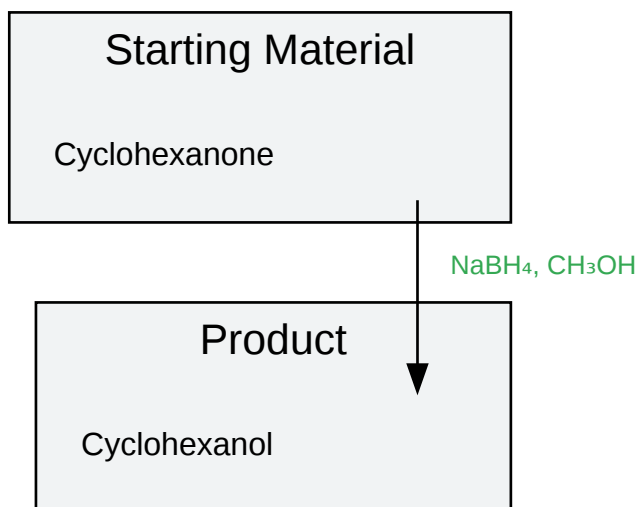 Starting Material
Cyclohexanone
NaBH₄, CH₃OH
Product
Cyclohexanol